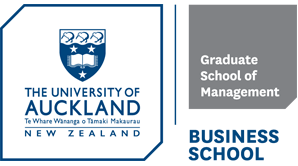 THE UNIVERSITY OF
AUCKLAND
Te Whare Wānanga o Tāmaki Makaurau
NEW ZEALAND
Graduate
School of
Management
BUSINESS
SCHOOL